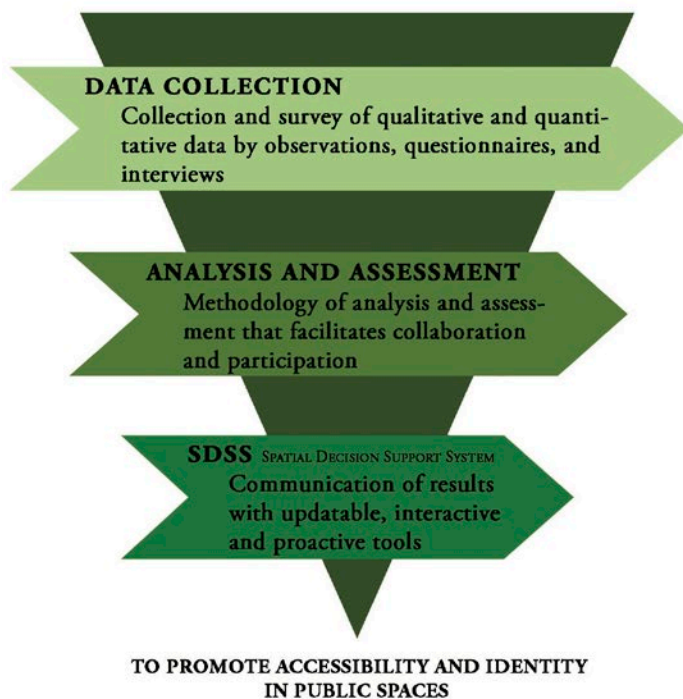 DATA COLLECTION
Collection and survey of qualitative and quanti-
tative data by observations, questionnaires, and
interviews
ANALYSIS AND ASSESSMENT
Methodology of analysis and assess-
ment that facilitates collaboration
and participation
SDSS SPATIAL DECISION SUPPORT SYSTEM
Communication of results
with updatable, interactive
and proactive tools
TO PROMOTE ACCESSIBILITY AND IDENTITY
IN PUBLIC SPACES